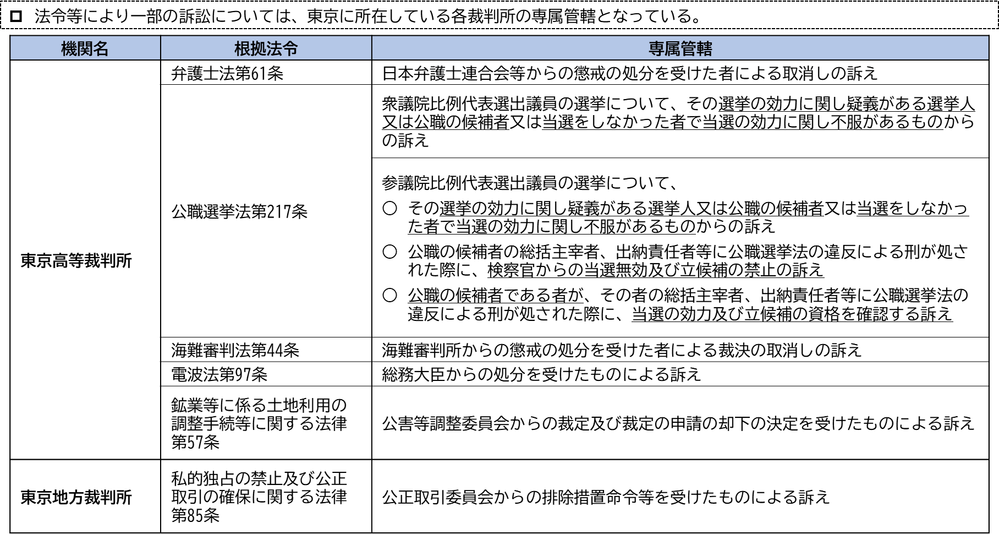 □ 法令等により一部の訴訟については、東京に所在している各裁判所の専属管轄となっている。
機関名 根拠法令 専属管轄
東京高等裁判所
弁護士法第61条 日本弁護士連合会等からの懲戒の処分を受けた者による取消しの訴え
公職選挙法第217条
衆議院比例代表選出議員の選挙について、その選挙の効力に関し疑義がある選挙人
又は公職の候補者又は当選をしなかった者で当選の効力に関し不服があるものから
の訴え
参議院比例代表選出議員の選挙について、
〇 その選挙の効力に関し疑義がある選挙人又は公職の候補者又は当選をしなかっ
た者で当選の効力に関し不服があるものからの訴え
〇 公職の候補者の総括主宰者、出納責任者等に公職選挙法の違反による刑が処さ
れた際に、検察官からの当選無効及び立候補の禁止の訴え
〇 公職の候補者である者が、その者の総括主宰者、出納責任者等に公職選挙法の
違反による刑が処された際に、当選の効力及び立候補の資格を確認する訴え
海難審判法第44条 海難審判所からの懲戒の処分を受けた者による裁決の取消しの訴え
電波法第97条 総務大臣からの処分を受けたものによる訴え
鉱業等に係る土地利用の
調整手続等に関する法律
第57条
公害等調整委員会からの裁定及び裁定の申請の却下の決定を受けたものによる訴え
東京地方裁判所
私的独占の禁止及び公正
取引の確保に関する法律
第85条
公正取引委員会からの排除措置命令等を受けたものによる訴え